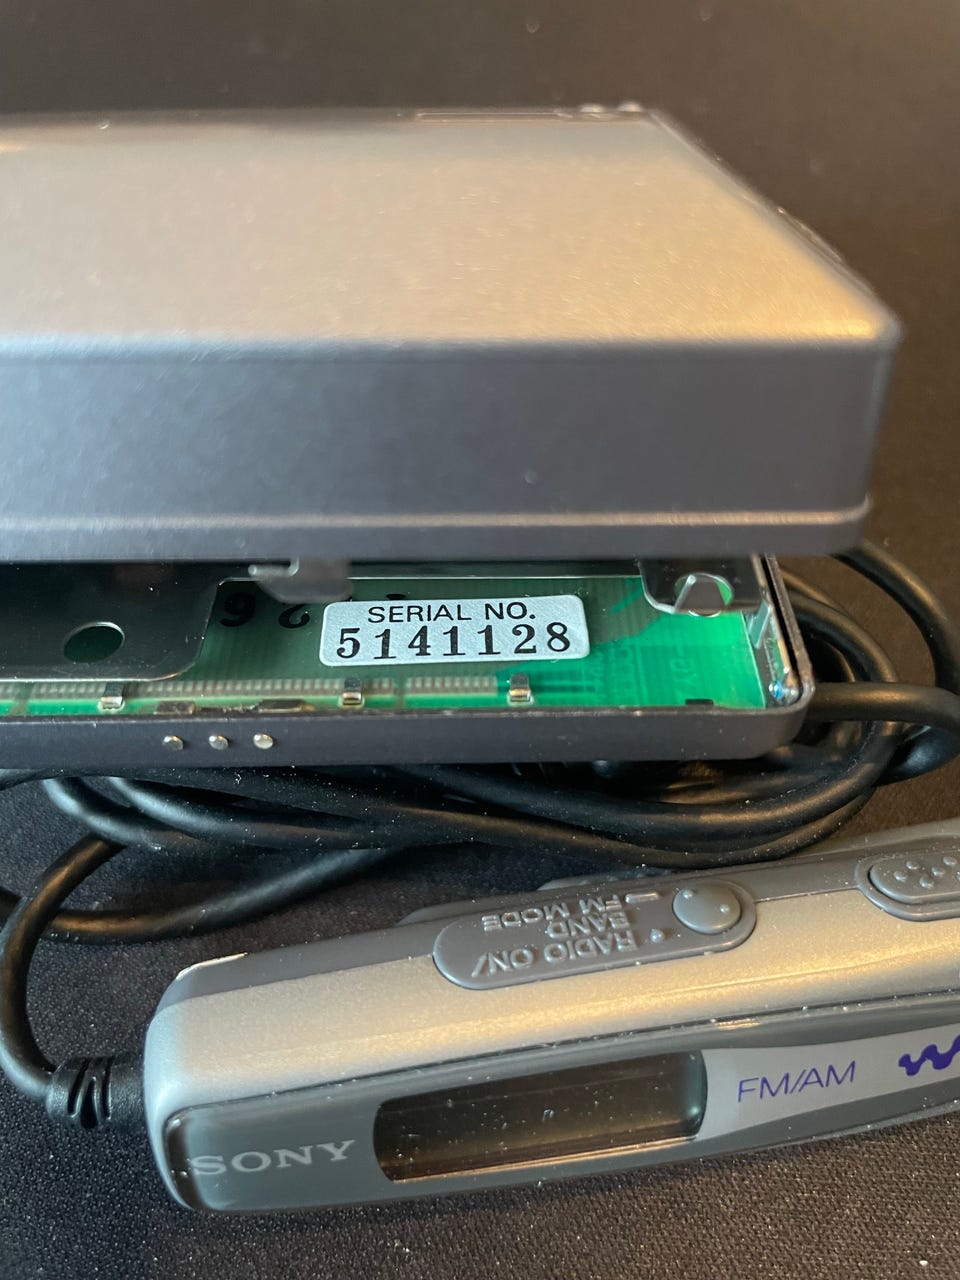 SERIAL NO.
5141128
RADIO ON/
BAND
FM MODE
FM/AM
SONY